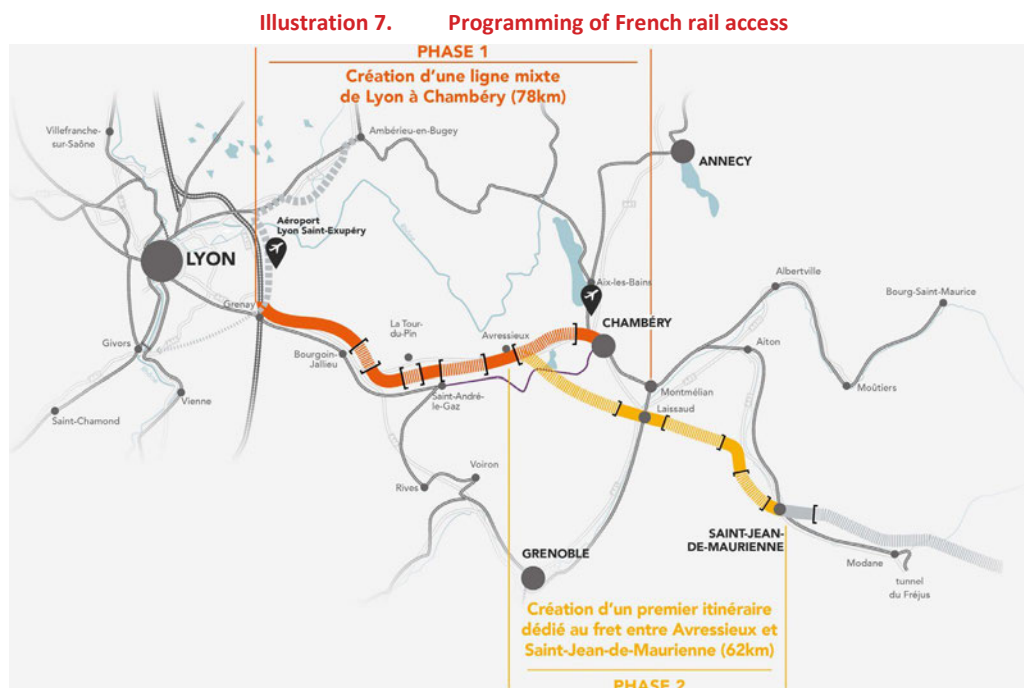 Illustration 7. Programming of French rail access
PHASE 1
Création d'une ligne mixte
de Lyon à Chambéry (78km)
Villefranche-
sur-Saône
Ambérieu-en-Bugey
ANNECY
Aéroport
Lyon Saint-Exupéry
LYON
Aix-les-Bains
Albertville
Bourg-Saint-Maurice
Grenay
CHAMBÉRY
La Tour-
du-Pin
Avressieux
Givors
Bourgoin-
Jallieu
Aiton
Moûtiers
Montmélian
Saint-André-
le-Gaz
Vienne
Laissaud
Saint-Chamond
Voiron
Rives
SAINT-JEAN-
DE-MAURIENNE
GRENOBLE
Modane
tunnel
du Fréjus
Création d'un premier itinéraire
dédié au fret entre Avressieux et
Saint-Jean-de-Maurienne (62km)
PHASE 2